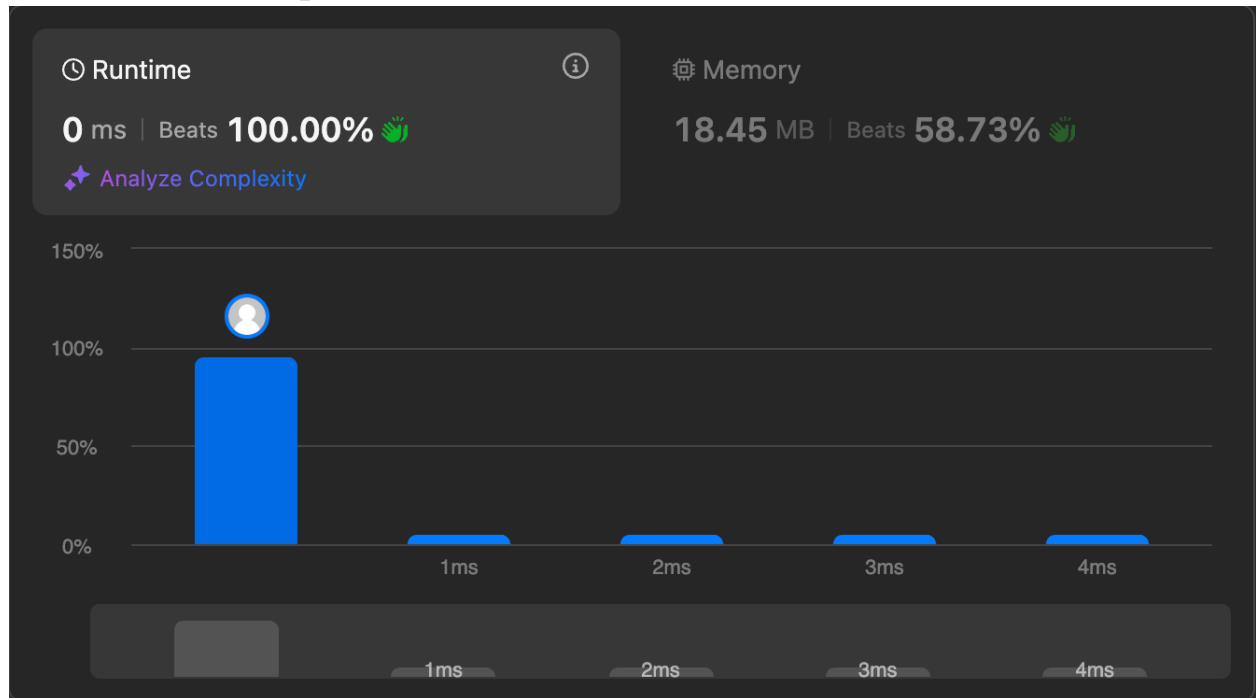 Runtime
0 ms | Beats 100.00%
Analyze Complexity
Memory
18.45 MB | Beats 58.73%
150%
100%
50%
0%
1ms 2ms 3ms 4ms
1ms 2ms 3ms 4ms